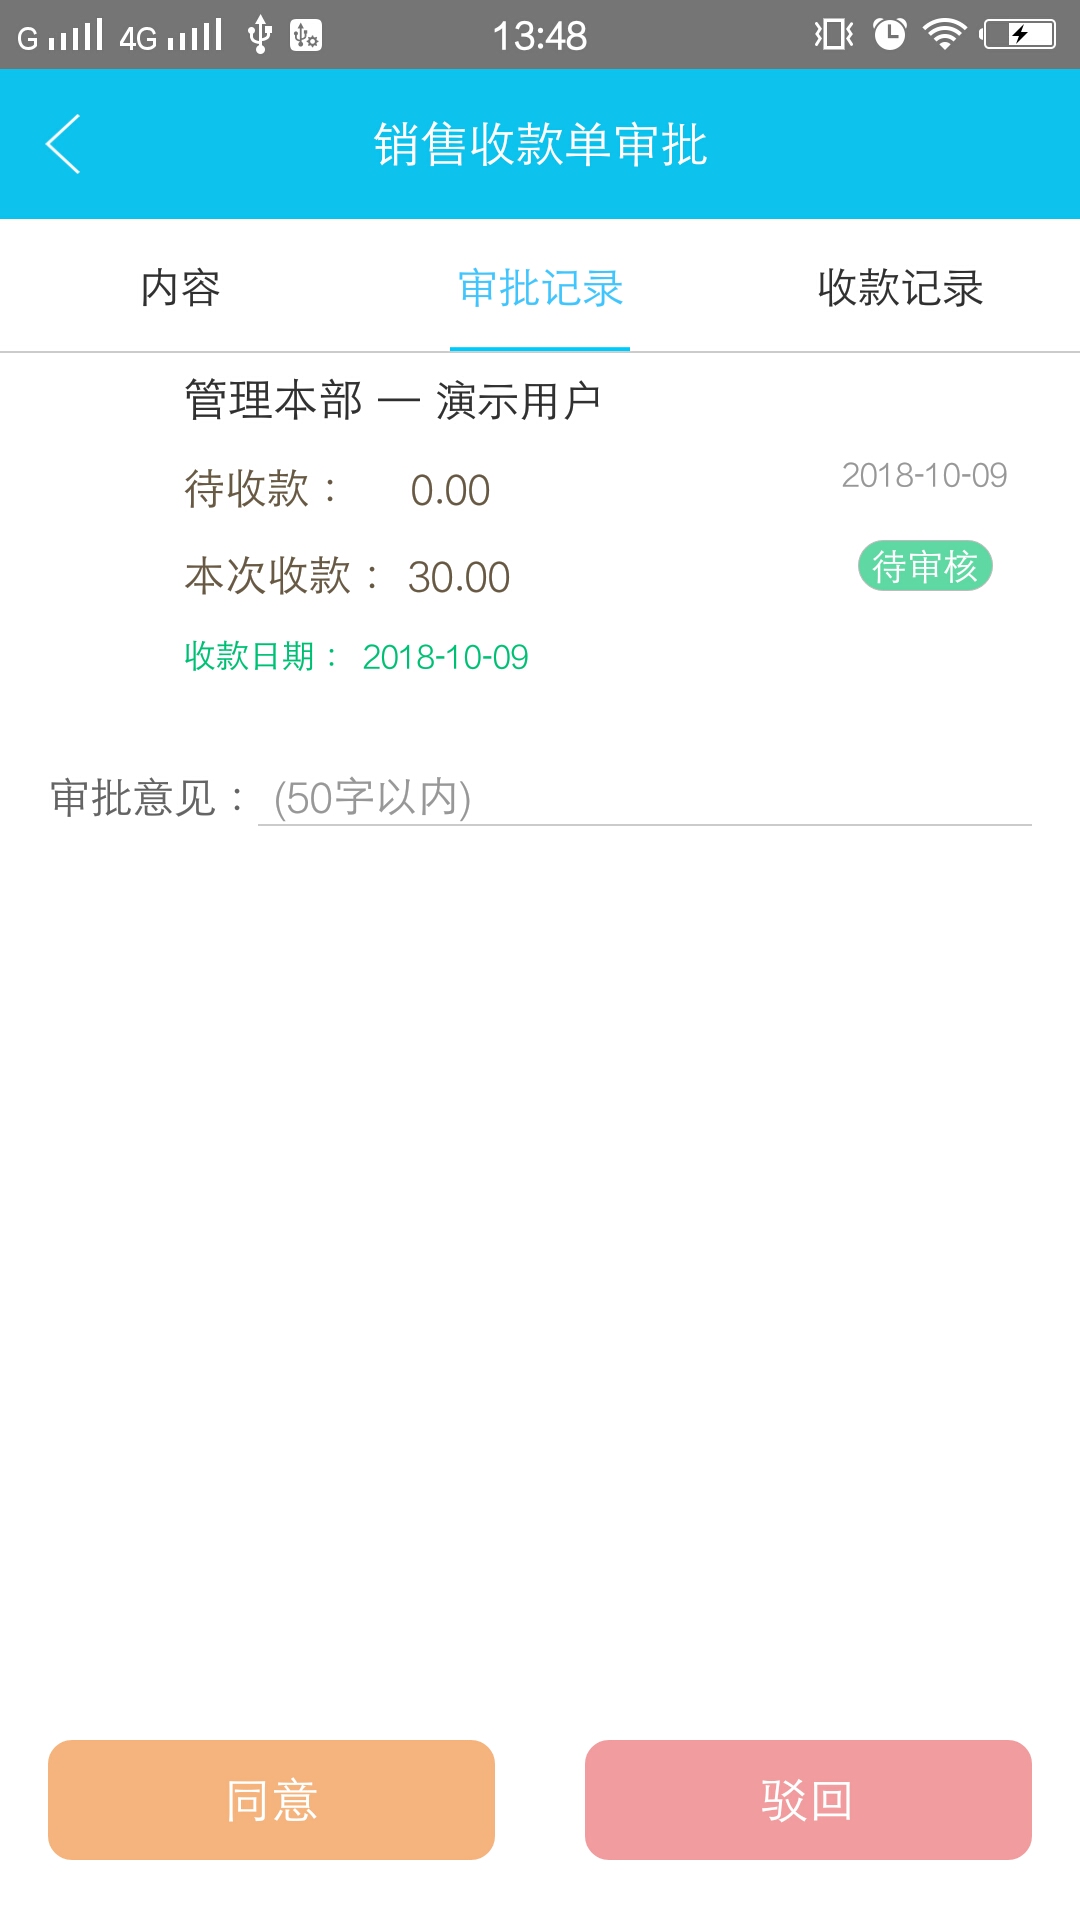 G 4G 13:48
销售收款单审批
内容 审批记录 收款记录
管理本部 一 演示用户
待收款： 0.00 2018-10-09
本次收款： 30.00 待审核
收款日期： 2018-10-09
审批意见： (50字以内)
同意 驳回